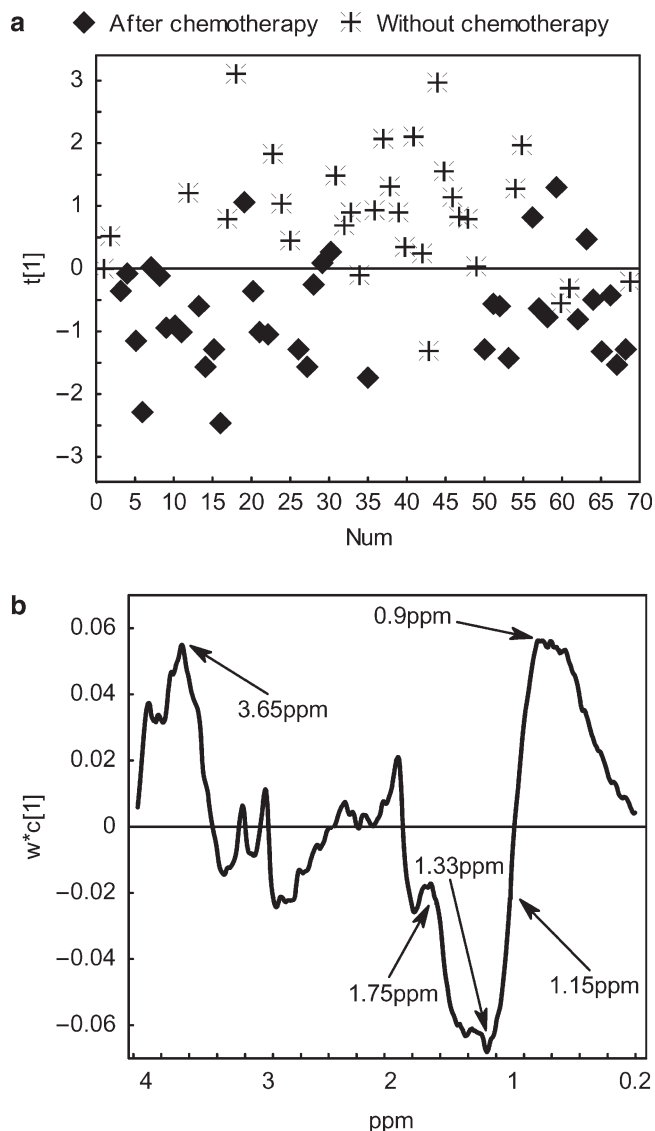 a
After chemotherapy
Without chemotherapy
3
2
1
0
−1
−2
−3
t[1]
0 5 10 15 20 25 30 35 40 45 50 55 60 65 70
Num
b
0.06
0.04
0.02
0
−0.02
−0.04
−0.06
w*c[1]
0.9ppm
3.65ppm
1.33ppm
1.75ppm
1.15ppm
4 3 2 1 0.2
ppm